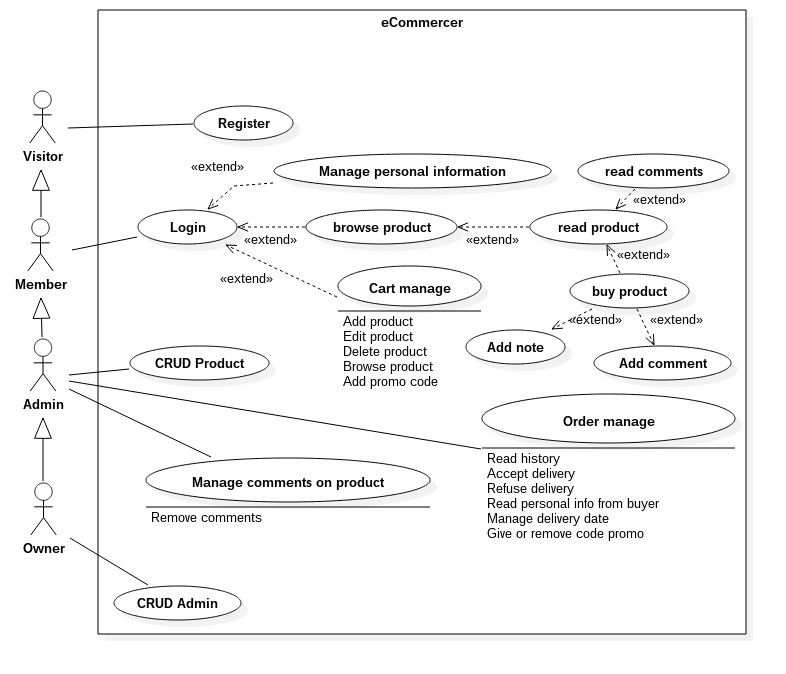 eCommercer
Visitor
Register
«extend»
Manage personal information
read comments
«extend»
Member
Login
browse product
read product
«extend»
«extend»
«extend»
«extend»
Cart manage
buy product
Add product
Edit product
Delete product
Browse product
Add promo code
«extend»
«extend»
Add note
Add comment
Admin
CRUD Product
Order manage
Read history
Accept delivery
Refuse delivery
Read personal info from buyer
Manage delivery date
Give or remove code promo
Manage comments on product
Remove comments
Owner
CRUD Admin